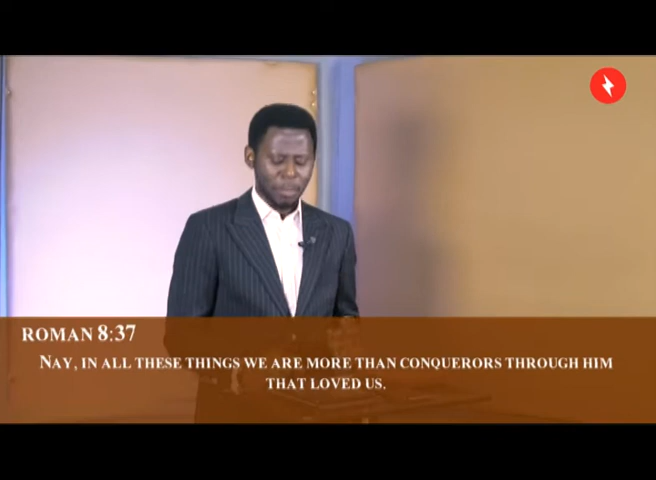 ROMAN 8:37
NAY, IN ALL THESE THINGS WE ARE MORE THAN CONQUERORS THROUGH HIM
THAT LOVED US.